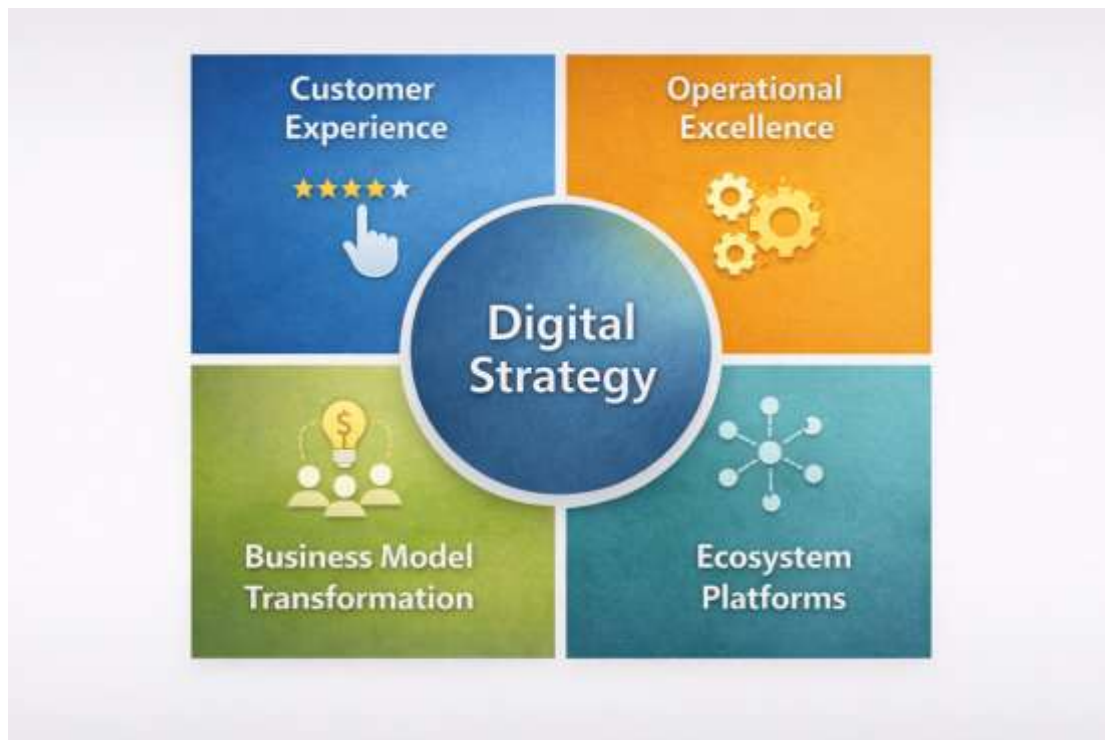 Customer
Experience
Operational
Excellence
Digital
Strategy
$
Business Model
Transformation
Ecosystem
Platforms